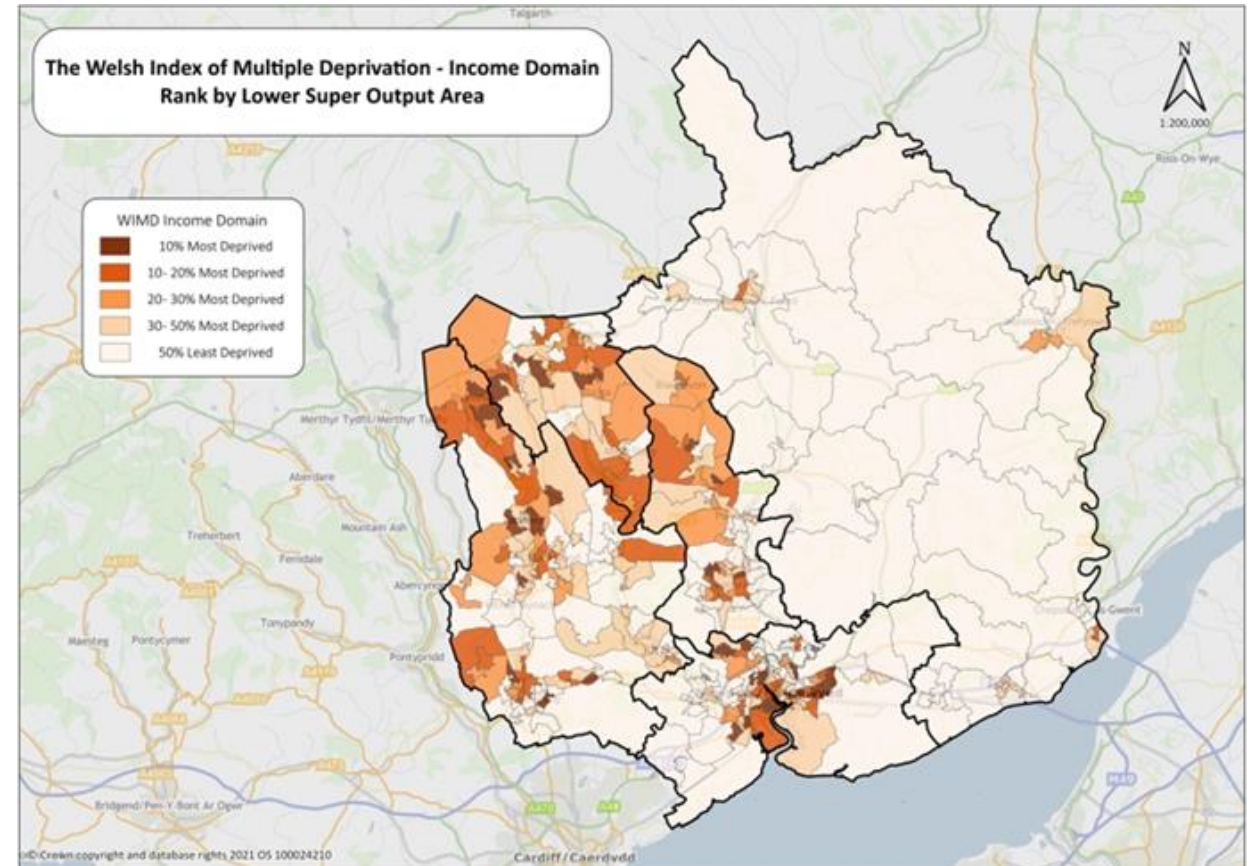 Talgarth
The Welsh Index of Multiple Deprivation - Income Domain
Rank by Lower Super Output Area
N
1:200,000
Ross-On-Wye
WIMD Income Domain
10% Most Deprived
10- 20% Most Deprived
20- 30% Most Deprived
30- 50% Most Deprived
50% Least Deprived
Merthyr Tydfil/Merthyr
Aberdare
Mountain Ash
Treherbert
Ferndale
Tonypandy
Maesteg
Pontycymer
Pontypridd
M49
Bridgend/Pen-Y-Bont Ar Ogwr
A48
© Crown copyright and database rights 2021 OS 100024210
Cardiff/Caerdydd